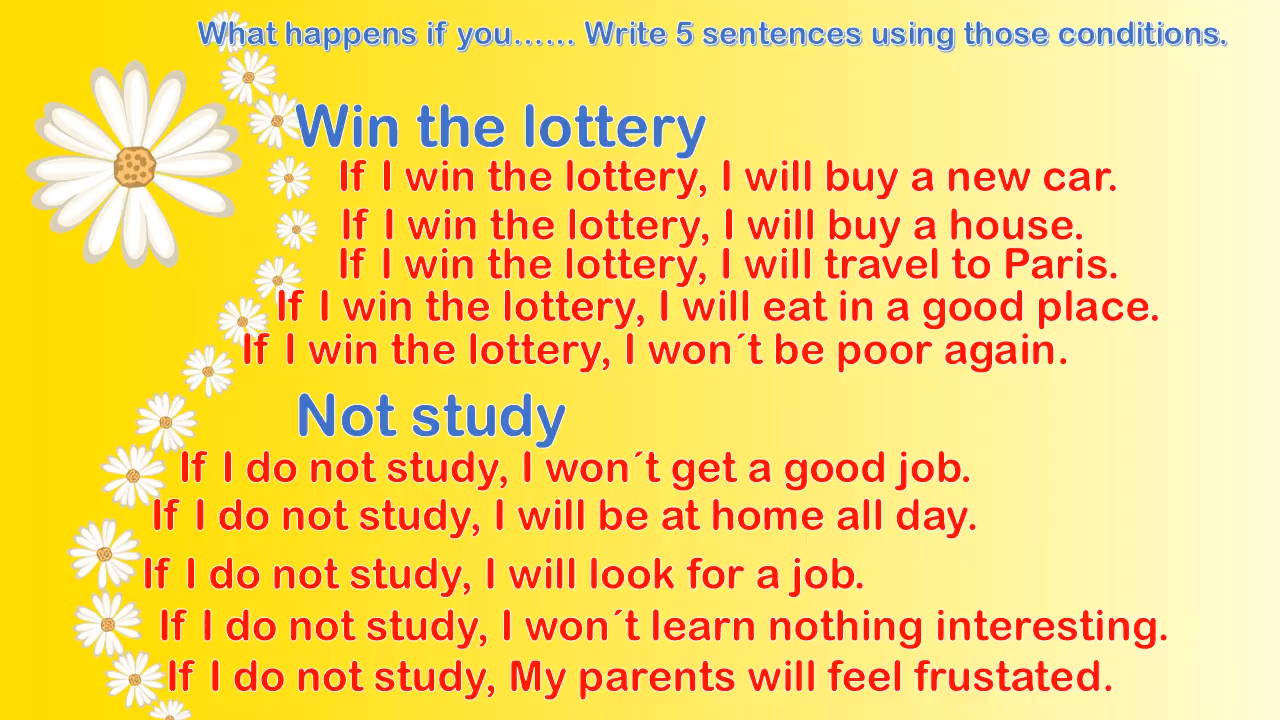 What happens if you...... Write 5 sentences using those conditions.
Win the lottery
If I win the lottery, I will buy a new car.
If I win the lottery, I will buy a house.
If I win the lottery, I will travel to Paris.
If I win the lottery, I will eat in a good place.
If I win the lottery, I won´t be poor again.
Not study
If I do not study, I won´t get a good job.
If I do not study, I will be at home all day.
If I do not study, I will look for a job.
If I do not study, I won´t learn nothing interesting.
If I do not study, My parents will feel frustated.